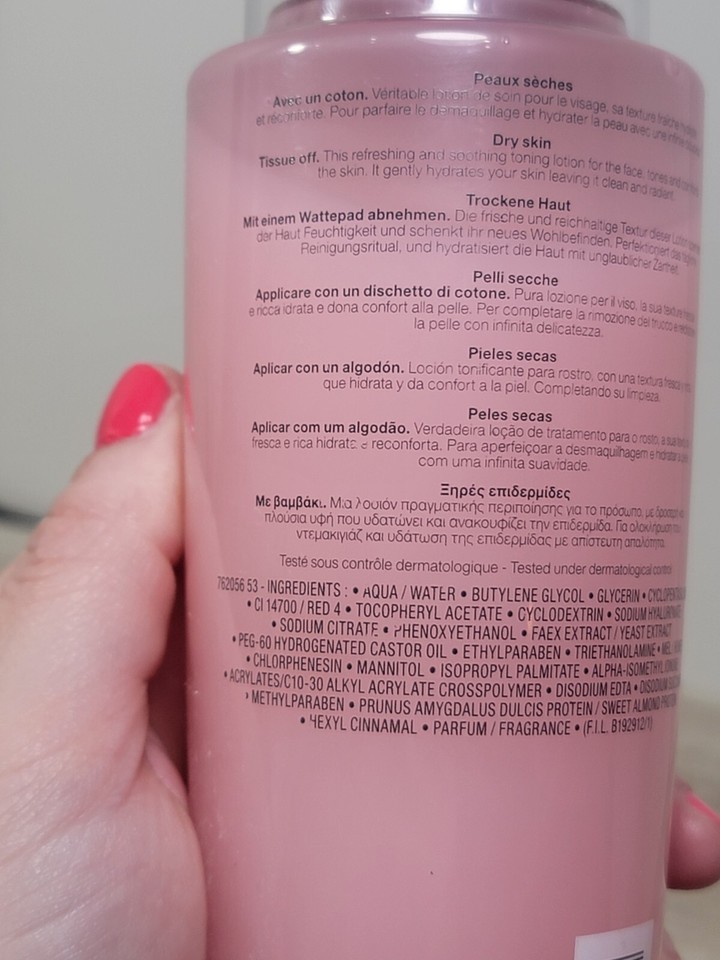 Peaux sèches
Avec un coton. Véritable lotion de soin pour le visage, sa texture fraîche
et réconforte. Pour parfaire le démaquillage et hydrater la peau avec une infinie
Dry skin
Tissue off. This refreshing and soothing toning lotion for the face, tones and
the skin. It gently hydrates your skin leaving it clean and radiant.
Trockene Haut
Mit einem Wattepad abnehmen. Die frische und reichhaltige Textur dieser
der Haut Feuchtigkeit und schenkt ihr neues Wohlbefinden. Perfektioniert das
Reinigungsritual, und hydratisiert die Haut mit unglaublicher Zartheit.
Pelli secche
Applicare con un dischetto di cotone. Pura lozione per il viso, la sua texture
e ricca idrata e dona confort alla pelle. Per completare la rimozione del trucco e
la pelle con infinita delicatezza.
Pieles secas
Aplicar con un algodón. Loción tonificante para rostro, con una textura fresca
que hidrata y da confort a la piel. Completando su limpieza.
Peles secas
Aplicar com um algodão. Verdadeira loção de tratamento para o rosto, a sua
fresca e rica hidrata e reconforta. Para aperfeiçoar a desmaquilhagem e hidratar a
com uma infinita suavidade.
Ξηρές επιδερμίδες
Με βαμβάκι. Μια λοσιόν πραγματικής περιποίησης για το πρόσωπο, με
πλούσια υφή που υδατώνει και ανακουφίζει την επιδερμίδα. Για ολοκλήρωση
ντεμακιγιάζ και υδάτωση της επιδερμίδας με απίστευτη απαλότητα.
Testé sous contrôle dermatologique - Tested under dermatological control.
762056 53 - INGREDIENTS : • AQUA / WATER • BUTYLENE GLYCOL • GLYCERIN •
• CI 14700 / RED 4 • TOCOPHERYL ACETATE • CYCLODEXTRIN • SODIUM
• SODIUM CITRATE • PHENOXYETHANOL • FAEX EXTRACT / YEAST EXTRACT
• PEG-60 HYDROGENATED CASTOR OIL • ETHYLPARABEN • TRIETHANOLAMINE •
• CHLORPHENESIN • MANNITOL • ISOPROPYL PALMITATE • ALPHA-ISOMETHYL
• ACRYLATES/C10-30 ALKYL ACRYLATE CROSSPOLYMER • DISODIUM EDTA • DISODIUM
• METHYLPARABEN • PRUNUS AMYGDALUS DULCIS PROTEIN / SWEET ALMOND PROTEIN
• HEXYL CINNAMAL • PARFUM / FRAGRANCE • (F.I.L. B192912/1)